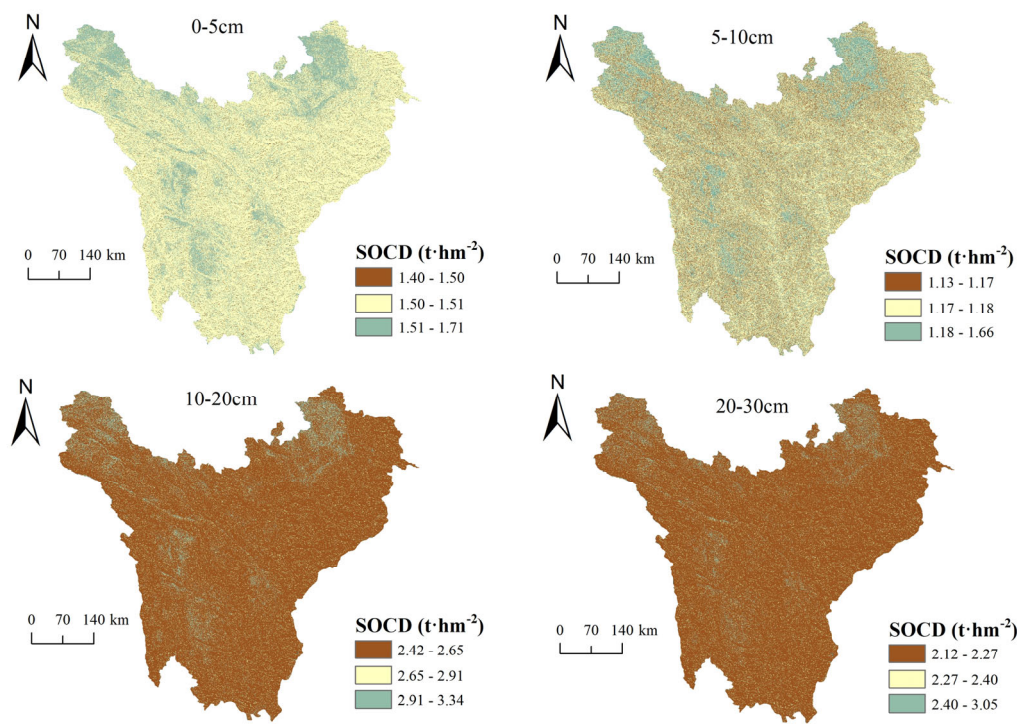 N
0-5cm
0 70 140 km
SOCD (t·hm⁻²)
1.40 - 1.50
1.50 - 1.51
1.51 - 1.71
N
5-10cm
0 70 140 km
SOCD (t·hm⁻²)
1.13 - 1.17
1.17 - 1.18
1.18 - 1.66
N
10-20cm
0 70 140 km
SOCD (t·hm⁻²)
2.42 - 2.65
2.65 - 2.91
2.91 - 3.34
N
20-30cm
0 70 140 km
SOCD (t·hm⁻²)
2.12 - 2.27
2.27 - 2.40
2.40 - 3.05